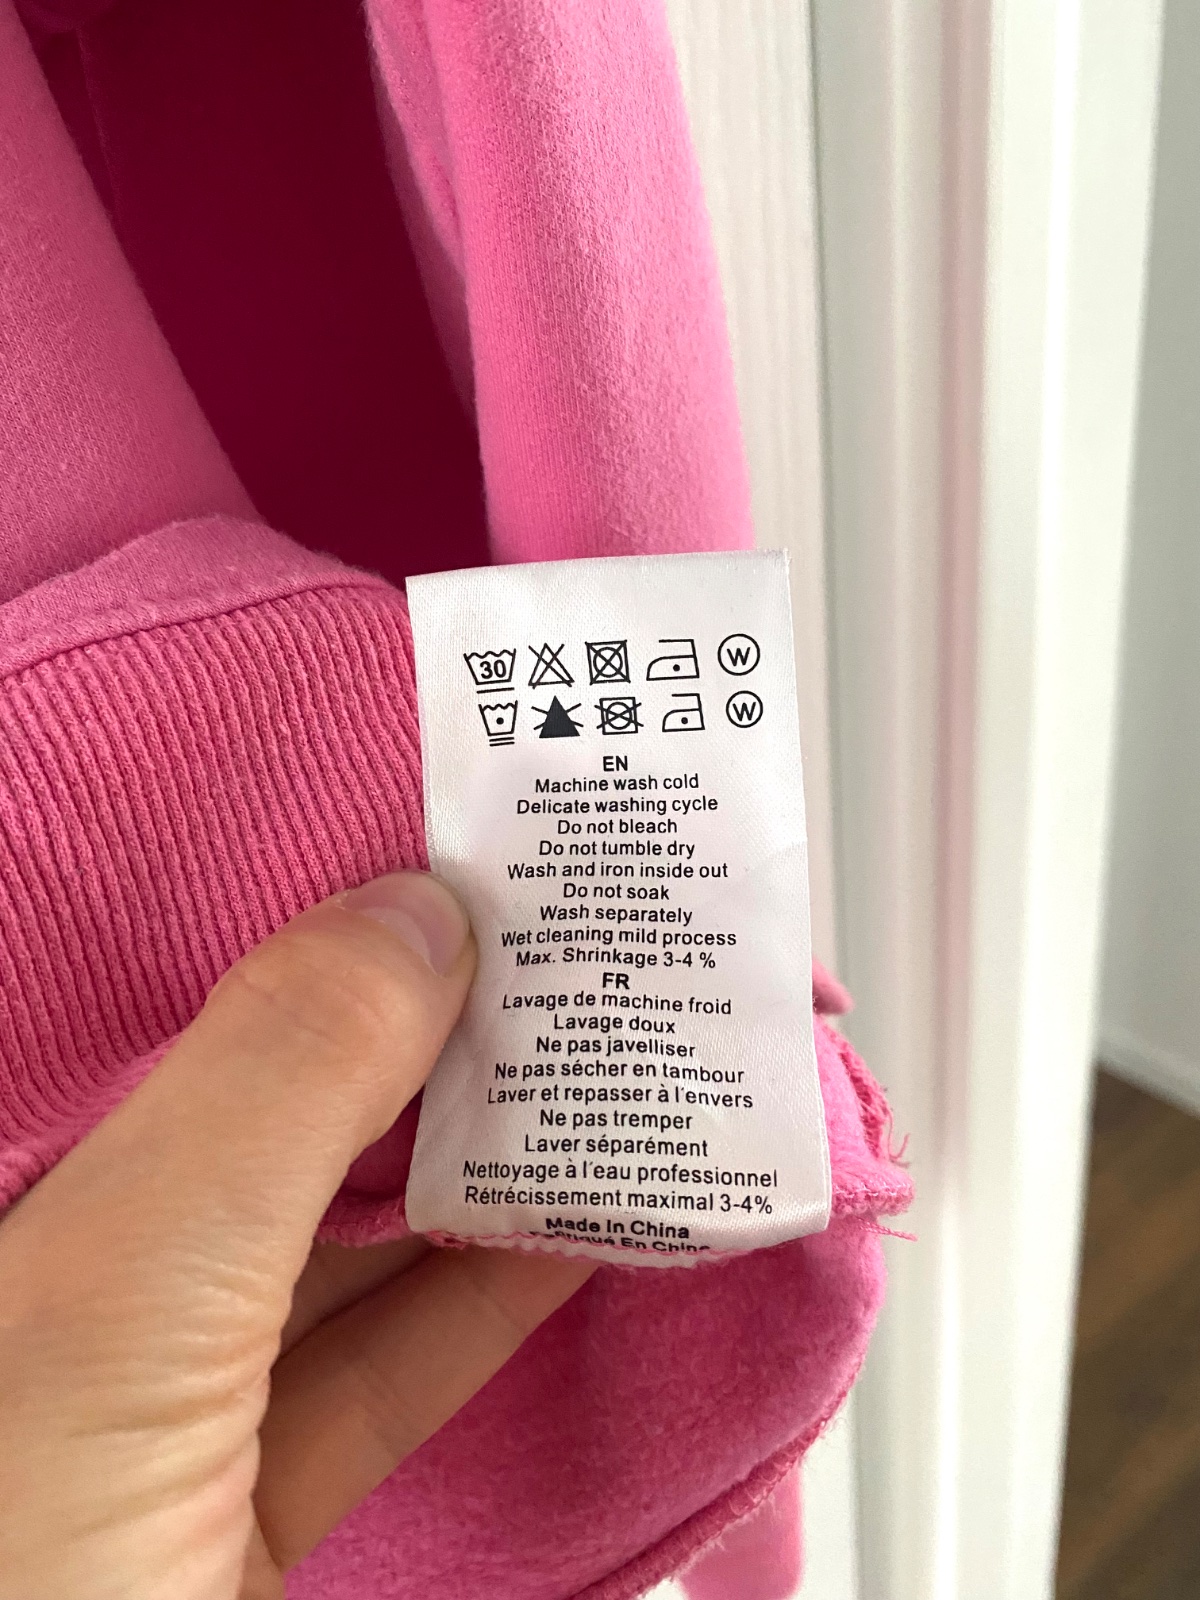 30 W
W
EN
Machine wash cold
Delicate washing cycle
Do not bleach
Do not tumble dry
Wash and iron inside out
Do not soak
Wash separately
Wet cleaning mild process
Max. Shrinkage 3-4 %
FR
Lavage de machine froid
Lavage doux
Ne pas javelliser
Ne pas sécher en tambour
Laver et repasser à l'envers
Ne pas tremper
Laver séparément
Nettoyage à l'eau professionnel
Rétrécissement maximal 3-4%
Made In China
En Chine